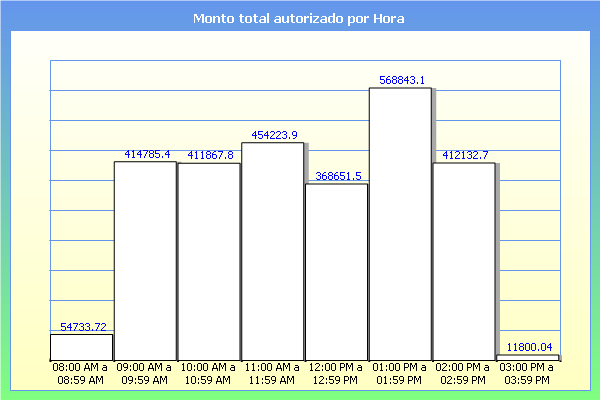 Monto total autorizado por Hora
568843.1
454223.9
414785.4
411867.8
412132.7
368651.5
54733.72
11800.04
08:00 AM a
08:59 AM
09:00 AM a
09:59 AM
10:00 AM a
10:59 AM
11:00 AM a
11:59 AM
12:00 PM a
12:59 PM
01:00 PM a
01:59 PM
02:00 PM a
02:59 PM
03:00 PM a
03:59 PM